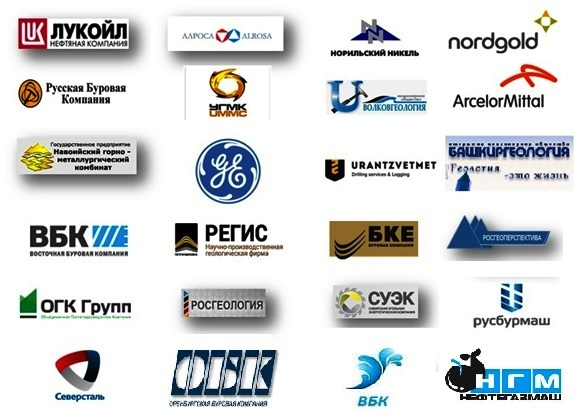 ЛУКОЙЛ
НЕФТЯНАЯ КОМПАНИЯ
АЛРОСА ALROSA
НОРИЛЬСКИЙ НИКЕЛЬ
nordgold
Русская Буровая
Компания
УГМК
UMMC
ВОЛКОВГЕОЛОГИЯ
ArcelorMittal
Государственное предприятие
Навоийский горно -
металлургический
комбинат
GE
URANTZVETMET
Drilling services & Logging
БАШКИРГЕОЛОГИЯ
Геология
-это жизнь
ВБК
ВОСТОЧНАЯ БУРОВАЯ КОМПАНИЯ
РЕГИС
Научно-производственная
геологическая фирма
БКЕ
БУРОВАЯ КОМПАНИЯ
РОСГЕОПЕРСПЕКТИВА
ОГК Групп
Объединенная Геологоразведочная Компания
РОСГЕОЛОГИЯ
СУЭК
СИБИРСКАЯ УГОЛЬНАЯ
ЭНЕРГЕТИЧЕСКАЯ КОМПАНИЯ
русбурмаш
Северсталь
ОБК
ОРЕНБУРГСКАЯ БУРОВАЯ КОМПАНИЯ
ВБК
НГМ
НЕФТЕГАЗМАШ